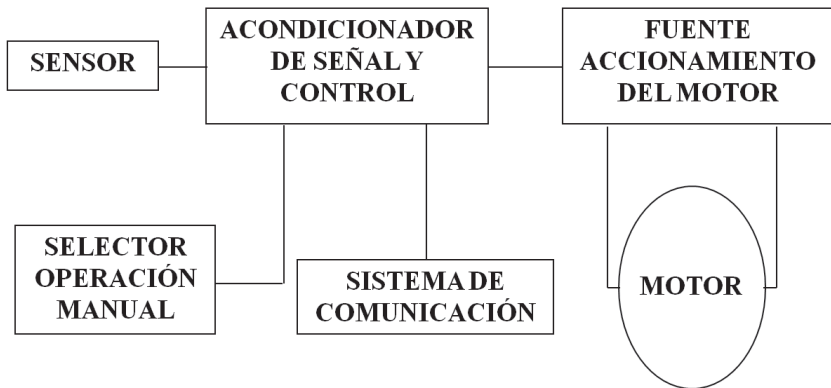 SENSOR
ACONDICIONADOR
DE SEÑAL Y
CONTROL
FUENTE
ACCIONAMIENTO
DEL MOTOR
SELECTOR
OPERACIÓN
MANUAL
SISTEMA DE
COMUNICACIÓN
MOTOR